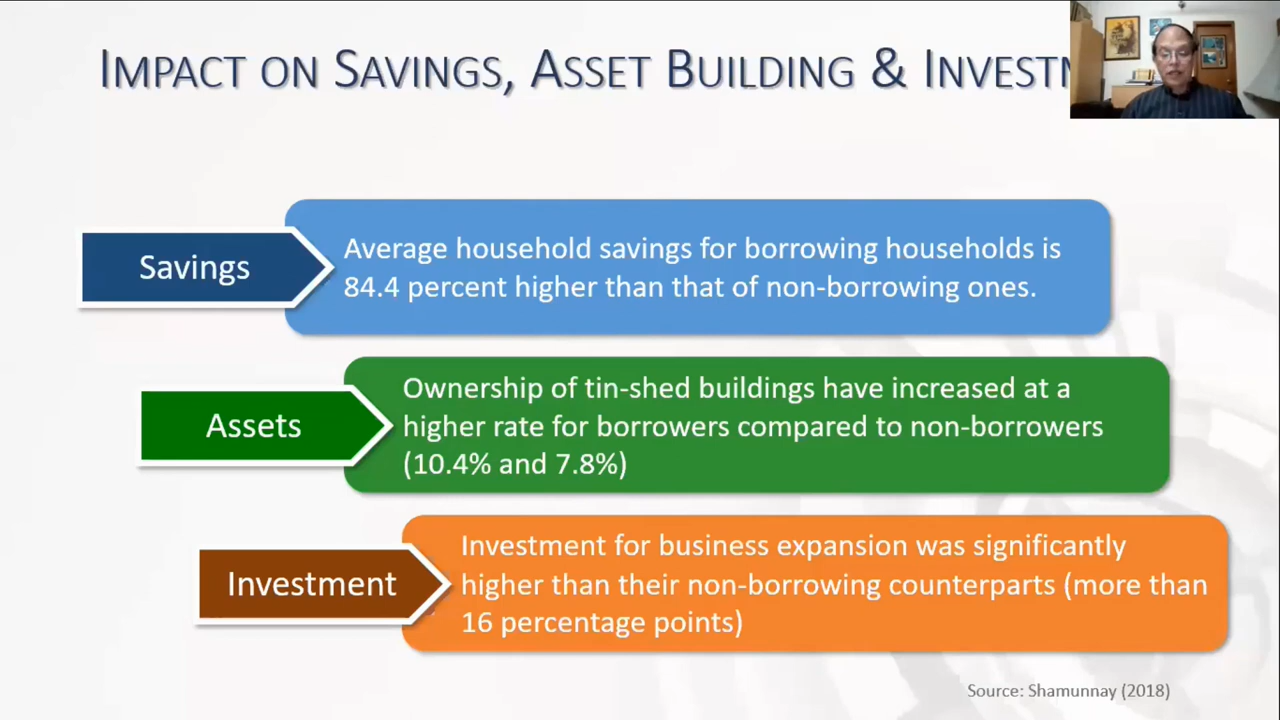 IMPACT ON SAVINGS, ASSET BUILDING &
Savings
Average household savings for borrowing households is
84.4 percent higher than that of non-borrowing ones.
Assets
Ownership of tin-shed buildings have increased at a
higher rate for borrowers compared to non-borrowers
(10.4% and 7.8%)
Investment
Investment for business expansion was significantly
higher than their non-borrowing counterparts (more than
16 percentage points)
Source: Shamunnay (2018)